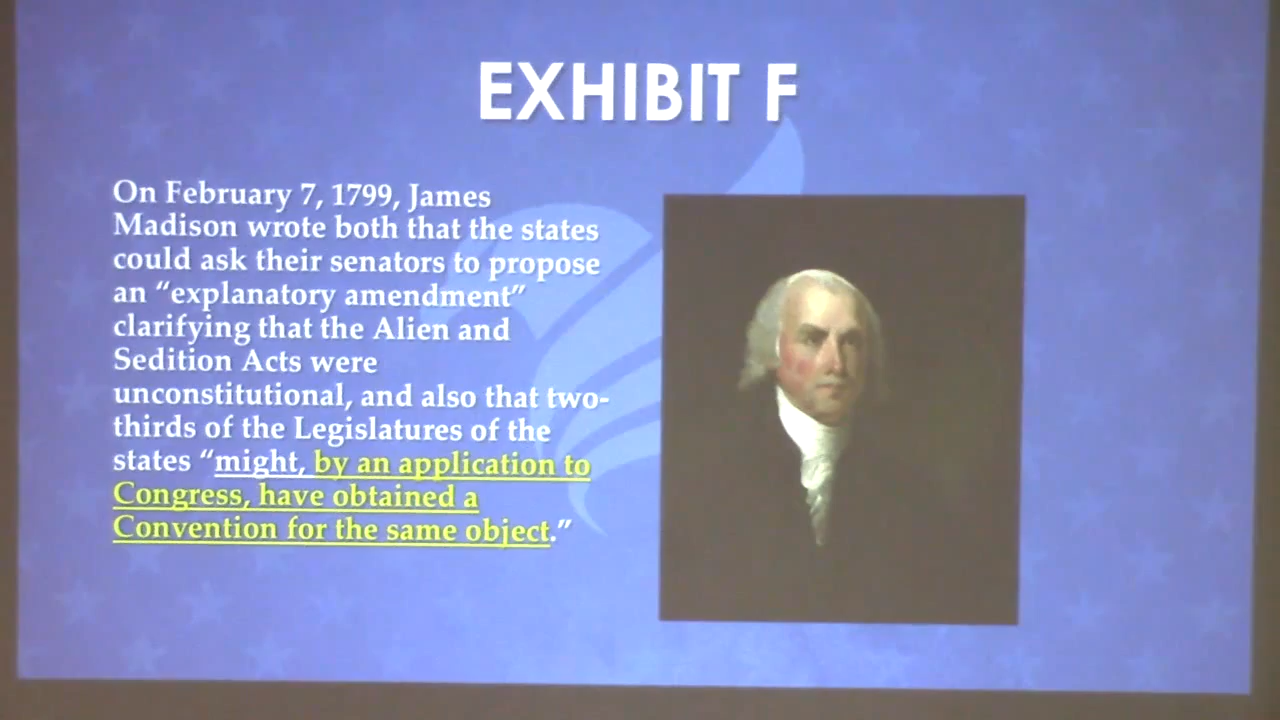 EXHIBIT F
On February 7, 1799, James
Madison wrote both that the states
could ask their senators to propose
an “explanatory amendment”
clarifying that the Alien and
Sedition Acts were
unconstitutional, and also that two-
thirds of the Legislatures of the
states “might, by an application to
Congress, have obtained a
Convention for the same object.”